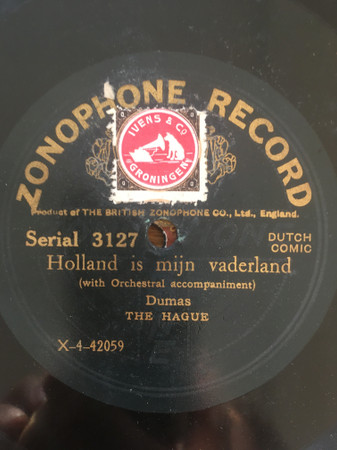 ZONOPHONE RECORD
IVENS & Co
GRONINGEN
Product of THE BRITISH ZONOPHONE CO., Ltd., England.
Serial 3127
DUTCH
COMIC
Holland is mijn vaderland
(with Orchestral accompaniment)
Dumas
THE HAGUE
X-4-42059